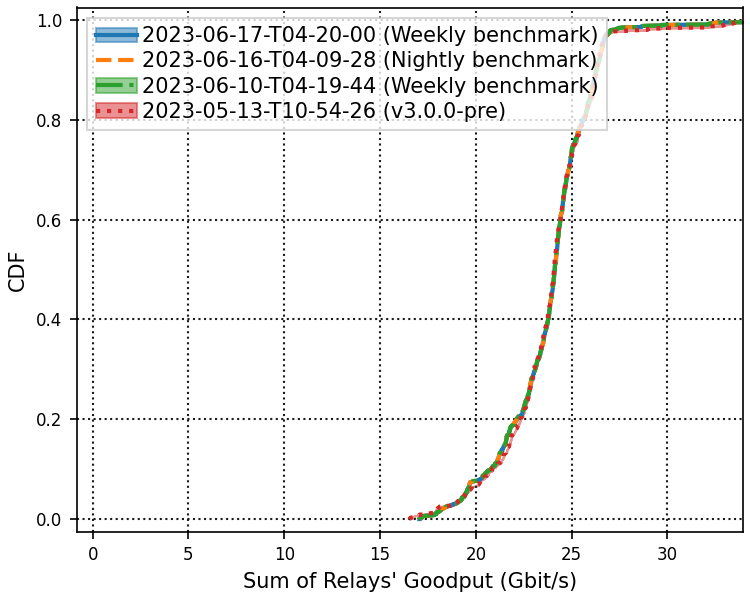 2023-06-17-T04-20-00 (Weekly benchmark)
2023-06-16-T04-09-28 (Nightly benchmark)
2023-06-10-T04-19-44 (Weekly benchmark)
2023-05-13-T10-54-26 (v3.0.0-pre)
1.0
0.8
0.6
0.4
0.2
0.0
CDF
0 5 10 15 20 25 30
Sum of Relays' Goodput (Gbit/s)